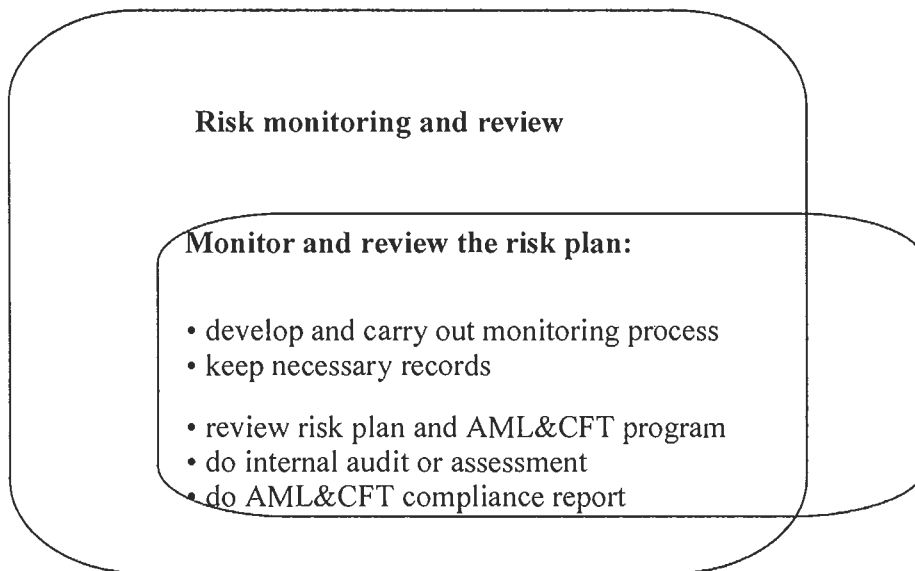 Risk monitoring and review
Monitor and review the risk plan:
• develop and carry out monitoring process
• keep necessary records
• review risk plan and AML&CFT program
• do internal audit or assessment
• do AML&CFT compliance report